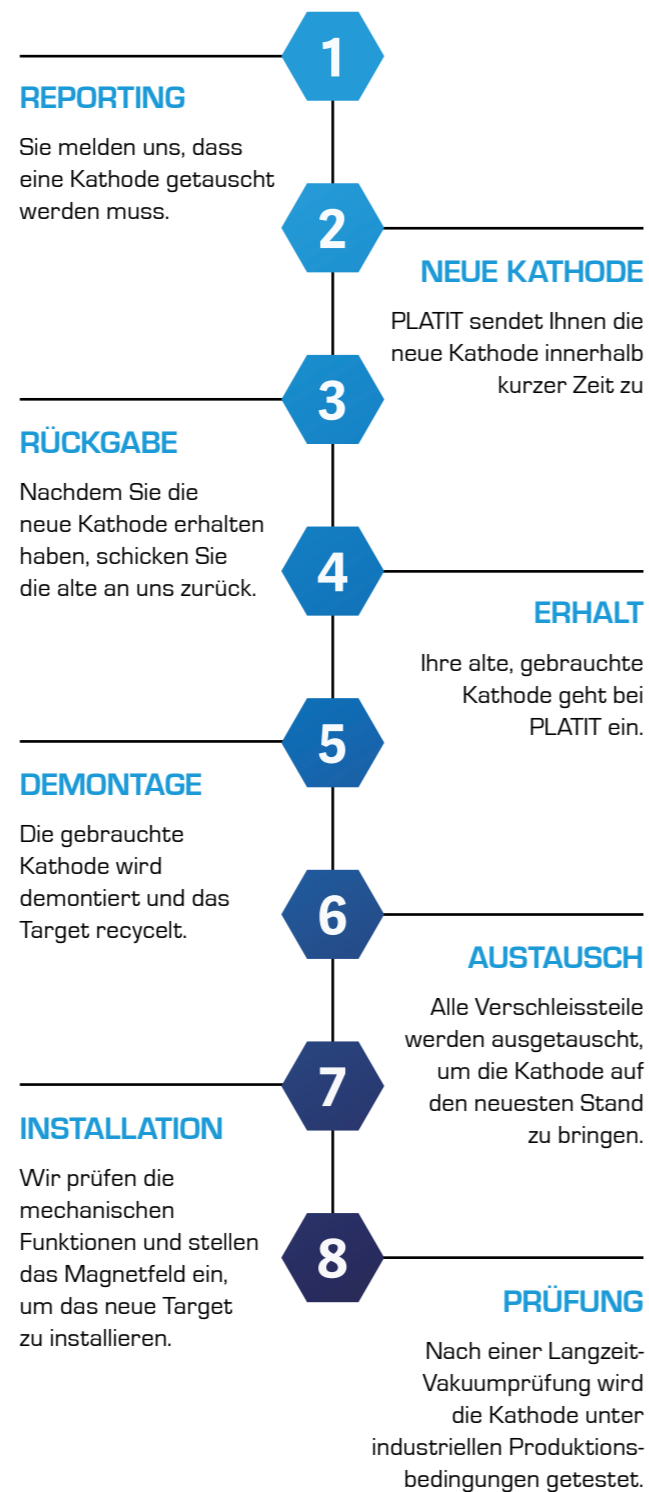 1
REPORTING
Sie melden uns, dass
eine Kathode getauscht
werden muss.
2
NEUE KATHODE
PLATIT sendet Ihnen die
neue Kathode innerhalb
kurzer Zeit zu
3
RÜCKGABE
Nachdem Sie die
neue Kathode erhalten
haben, schicken Sie
die alte an uns zurück.
4
ERHALT
Ihre alte, gebrauchte
Kathode geht bei
PLATIT ein.
5
DEMONTAGE
Die gebrauchte
Kathode wird
demontiert und das
Target recycelt.
6
AUSTAUSCH
Alle Verschleissteile
werden ausgetauscht,
um die Kathode auf
den neuesten Stand
zu bringen.
7
INSTALLATION
Wir prüfen die
mechanischen
Funktionen und stellen
das Magnetfeld ein,
um das neue Target
zu installieren.
8
PRÜFUNG
Nach einer Langzeit-
Vakuumprüfung wird
die Kathode unter
industriellen Produktions-
bedingungen getestet.